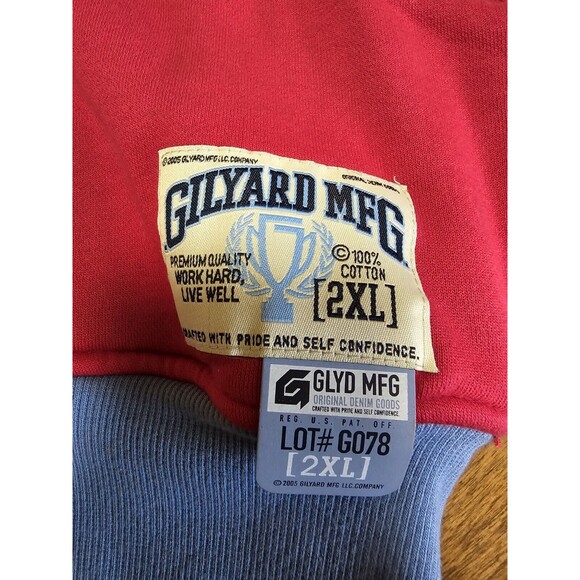 ©2005 GILYARD MFG LLC. COMPANY
ORIGINAL DENIM GOODS
GILYARD MFG.
PREMIUM QUALITY
WORK HARD,
LIVE WELL
© 100%
COTTON
[2XL]
CRAFTED WITH PRIDE AND SELF CONFIDENCE.
GLYD MFG
ORIGINAL DENIM GOODS
CRAFTED WITH PRIDE AND SELF CONFIDENCE.
REG. U.S. PAT. OFF.
LOT# G078
[2XL]
©2005 GILYARD MFG LLC.COMPANY